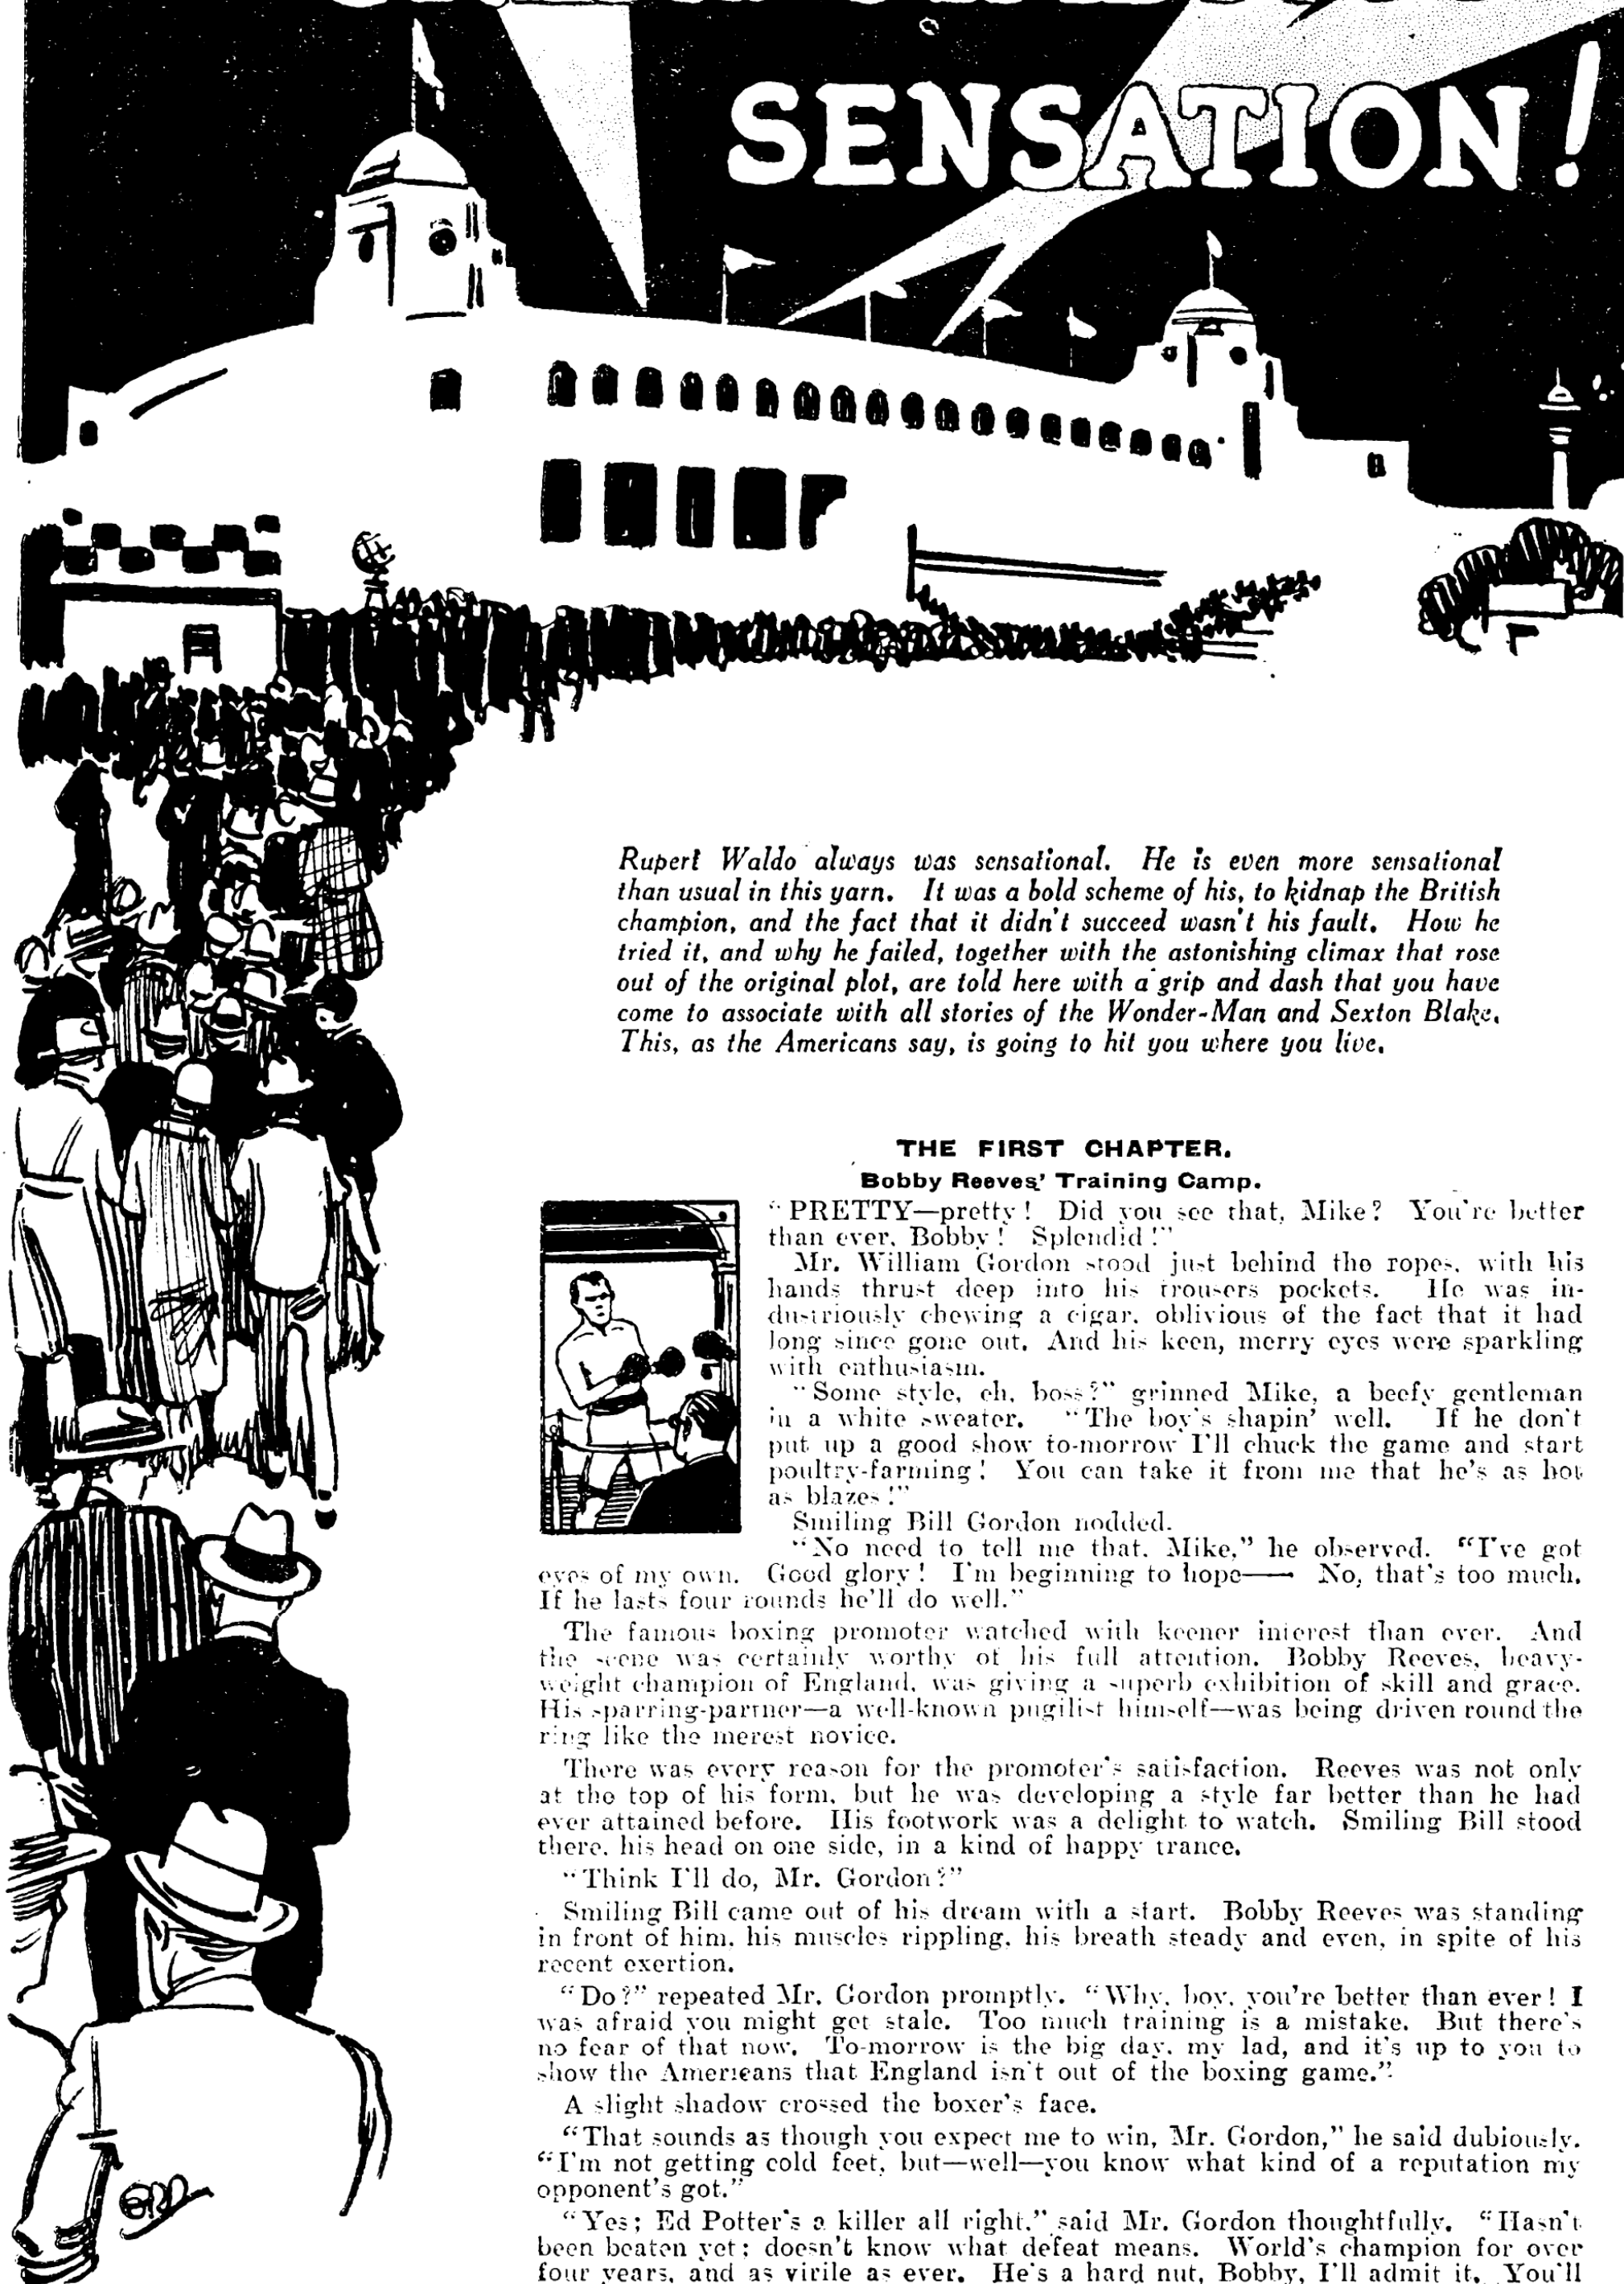 SENSATION!
Rupert Waldo always was sensational. He is even more sensational
than usual in this yarn. It was a bold scheme of his, to kidnap the British
champion, and the fact that it didn't succeed wasn't his fault. How he
tried it, and why he failed, together with the astonishing climax that rose
out of the original plot, are told here with a grip and dash that you have
come to associate with all stories of the Wonder-Man and Sexton Blake.
This, as the Americans say, is going to hit you where you live.
THE FIRST CHAPTER.
Bobby Reeves' Training Camp.
"PRETTY—pretty! Did you see that, Mike? You're better
than ever, Bobby! Splendid!"
Mr. William Gordon stood just behind the ropes, with his
hands thrust deep into his trousers pockets. He was in-
dustriously chewing a cigar, oblivious of the fact that it had
long since gone out. And his keen, merry eyes were sparkling
with enthusiasm.
"Some style, eh, boss?" grinned Mike, a beefy gentleman
in a white sweater. "The boy's shapin' well. If he don't
put up a good show to-morrow I'll chuck the game and start
poultry-farming! You can take it from me that he's as hot
as blazes!"
Smiling Bill Gordon nodded.
"No need to tell me that, Mike," he observed. "I've got
eyes of my own. Good glory! I'm beginning to hope—— No, that's too much.
If he lasts four rounds he'll do well."
The famous boxing promoter watched with keener interest than ever. And
the scene was certainly worthy of his full attention. Bobby Reeves, heavy-
weight champion of England, was giving a superb exhibition of skill and grace.
His sparring-partner—a well-known pugilist himself—was being driven round the
ring like the merest novice.
There was every reason for the promoter's satisfaction. Reeves was not only
at the top of his form, but he was developing a style far better than he had
ever attained before. His footwork was a delight to watch. Smiling Bill stood
there, his head on one side, in a kind of happy trance.
"Think I'll do, Mr. Gordon?"
Smiling Bill came out of his dream with a start. Bobby Reeves was standing
in front of him, his muscles rippling, his breath steady and even, in spite of his
recent exertion.
"Do?" repeated Mr. Gordon promptly. "Why, boy, you're better than ever! I
was afraid you might get stale. Too much training is a mistake. But there's
no fear of that now. To-morrow is the big day, my lad, and it's up to you to
show the Americans that England isn't out of the boxing game."
A slight shadow crossed the boxer's face.
"That sounds as though you expect me to win, Mr. Gordon," he said dubiously.
"I'm not getting cold feet, but—well—you know what kind of a reputation my
opponent's got."
"Yes; Ed Potter's a killer all right," said Mr. Gordon thoughtfully. "Hasn't
been beaten yet; doesn't know what defeat means. World's champion for over
four years, and as virile as ever. He's a hard nut, Bobby, I'll admit it. You'll